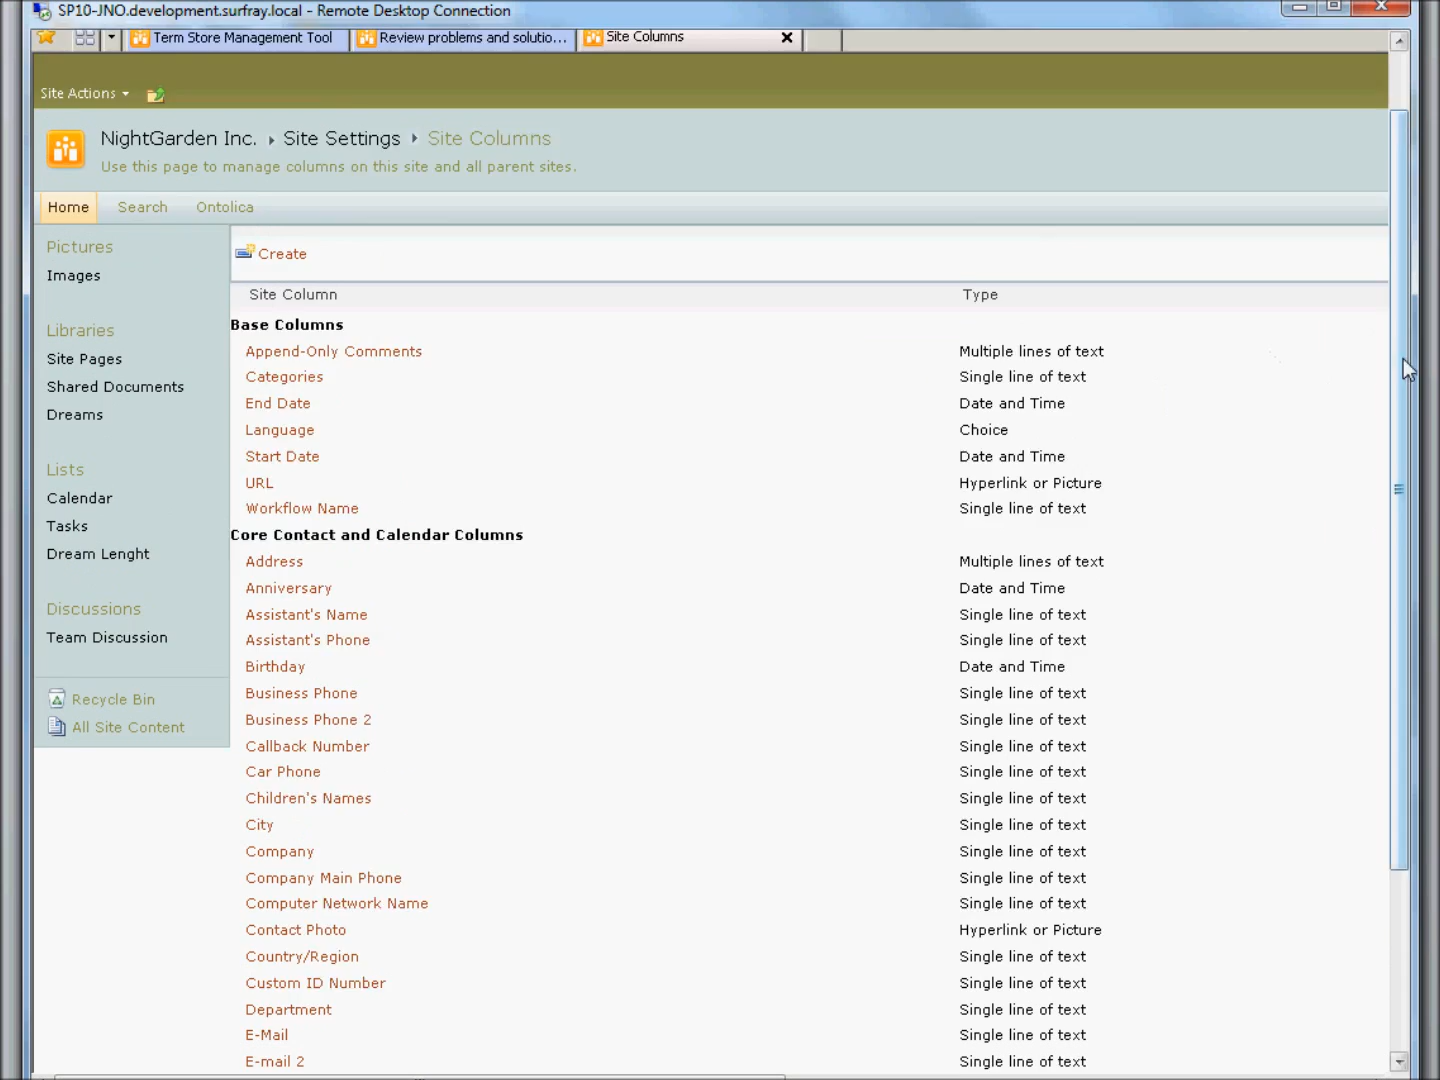 SP10-JNO.development.surfray.local - Remote Desktop Connection
Term Store Management Tool
Review problems and solutio...
Site Columns
Site Actions
NightGarden Inc. Site Settings Site Columns
Use this page to manage columns on this site and all parent sites.
Home Search Ontolica
Pictures
Images
Libraries
Site Pages
Shared Documents
Dreams
Lists
Calendar
Tasks
Dream Lenght
Discussions
Team Discussion
Recycle Bin
All Site Content
Create
Site Column Type
Base Columns
Append-Only Comments Multiple lines of text
Categories Single line of text
End Date Date and Time
Language Choice
Start Date Date and Time
URL Hyperlink or Picture
Workflow Name Single line of text
Core Contact and Calendar Columns
Address Multiple lines of text
Anniversary Date and Time
Assistant's Name Single line of text
Assistant's Phone Single line of text
Birthday Date and Time
Business Phone Single line of text
Business Phone 2 Single line of text
Callback Number Single line of text
Car Phone Single line of text
Children's Names Single line of text
City Single line of text
Company Single line of text
Company Main Phone Single line of text
Computer Network Name Single line of text
Contact Photo Hyperlink or Picture
Country/Region Single line of text
Custom ID Number Single line of text
Department Single line of text
E-Mail Single line of text
E-mail 2 Single line of text